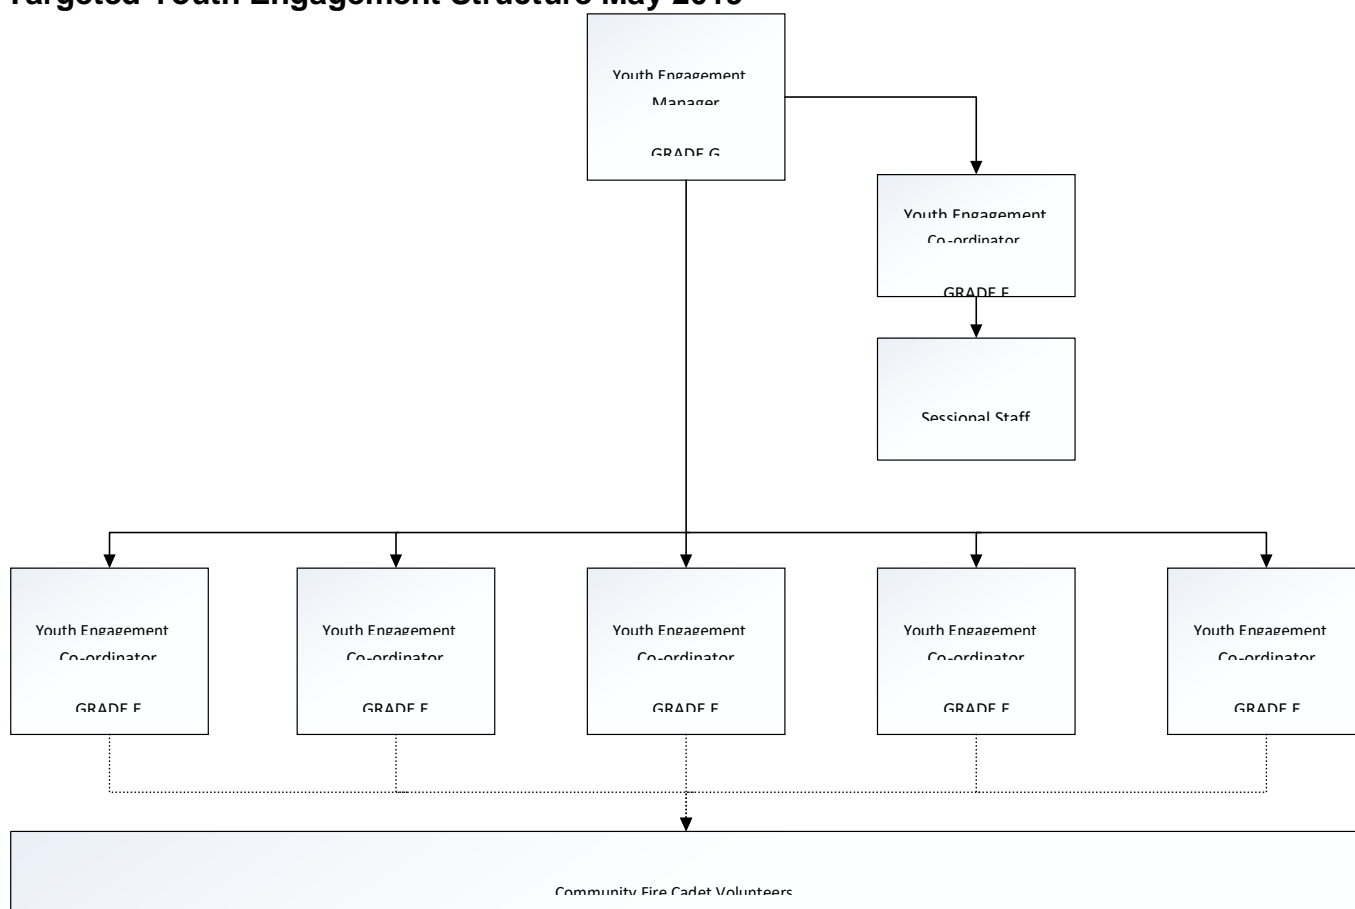 Targeted Youth Engagement Structure May
Youth Engagement
Manager
GRADE G
Youth Engagement
Co-ordinator
GRADE
Sessional Staff
Youth Engagement
Co-ordinator
GRADE
Youth Engagement
Co-ordinator
GRADE
Youth Engagement
Co-ordinator
GRADE
Youth Engagement
Co-ordinator
GRADE
Youth Engagement
Co-ordinator
GRADE
Community Fire Cadet Volunteers